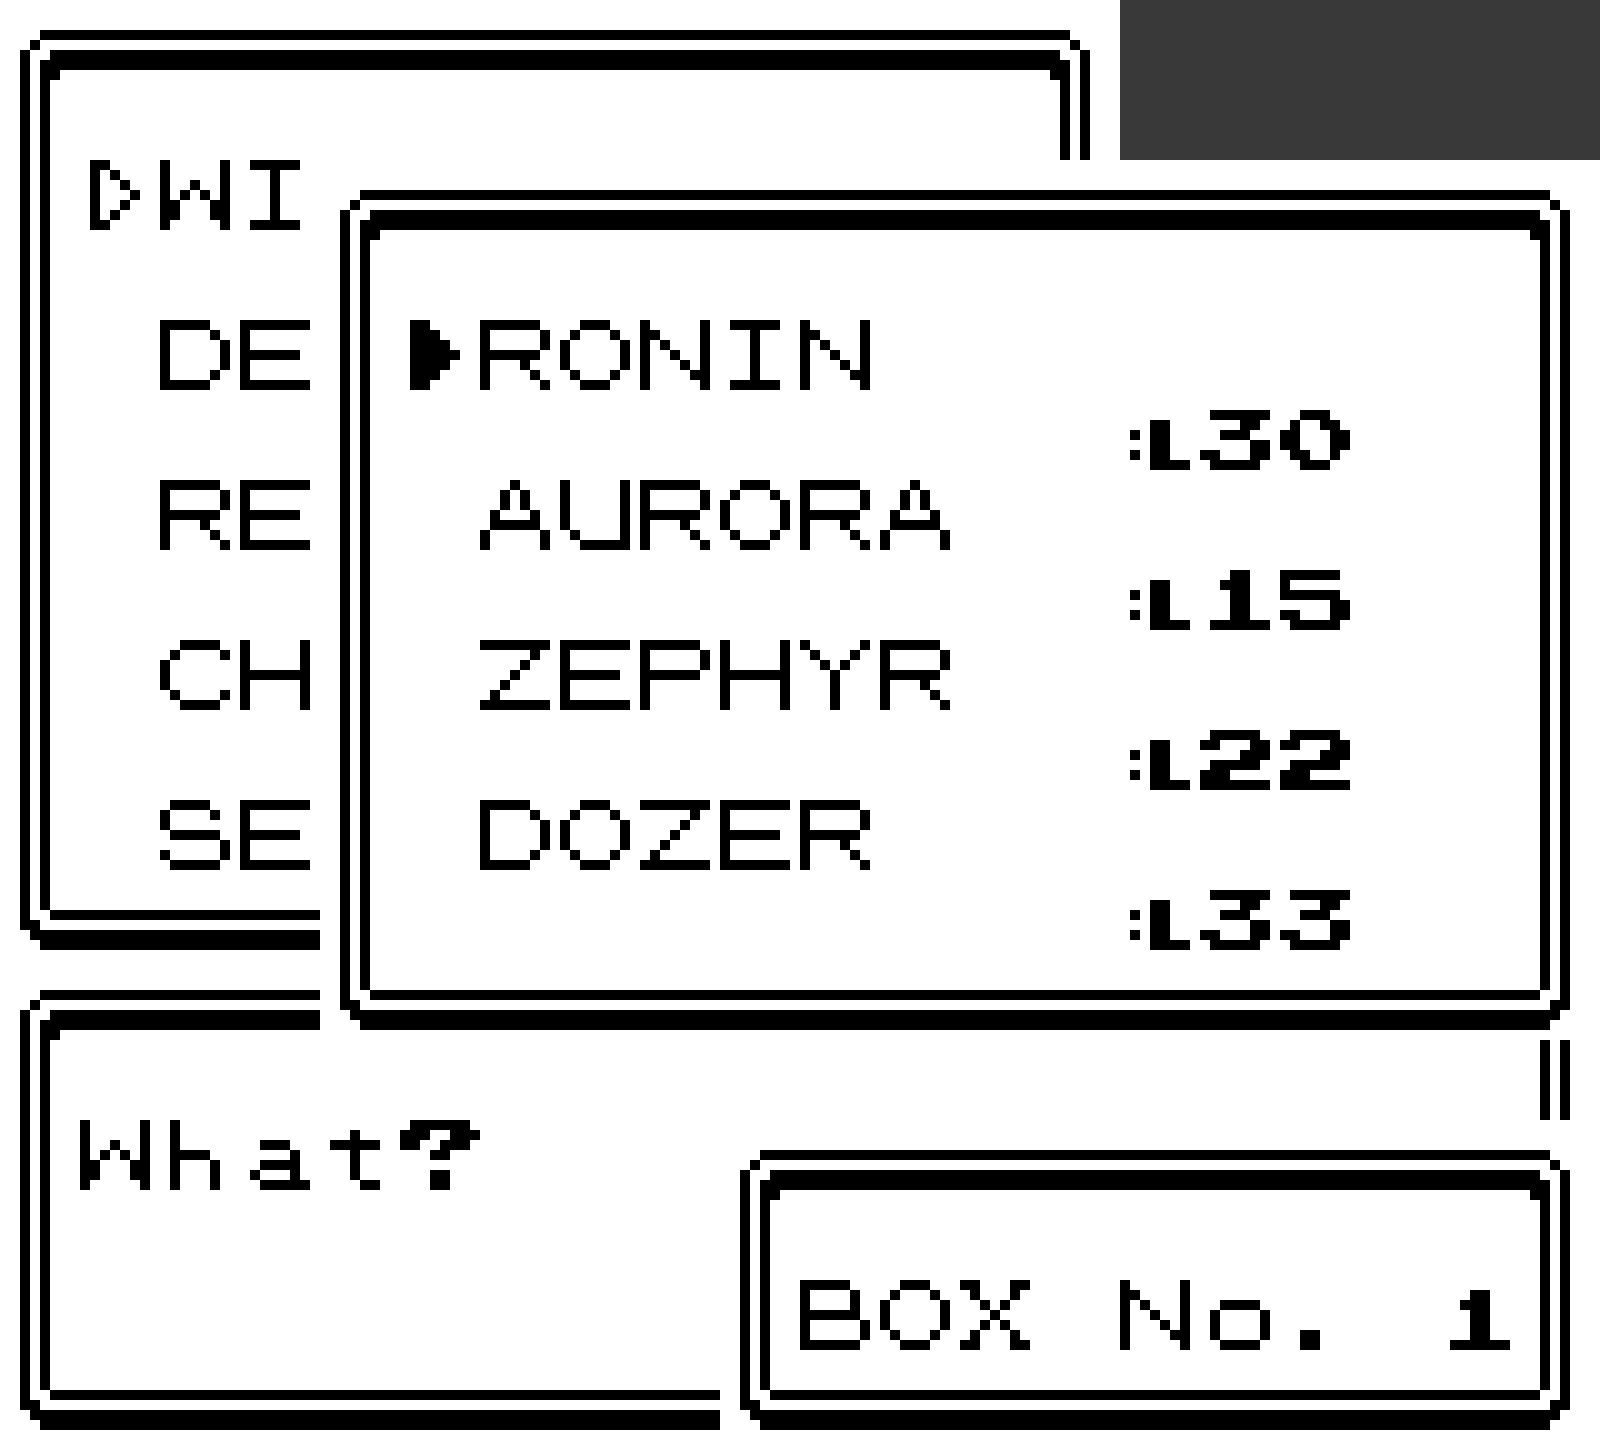 ▷WI
DE
RE
CH
SE
▶RONIN
:L30
AURORA
:L15
ZEPHYR
:L22
DOZER
:L33
What?
BOX No. 1